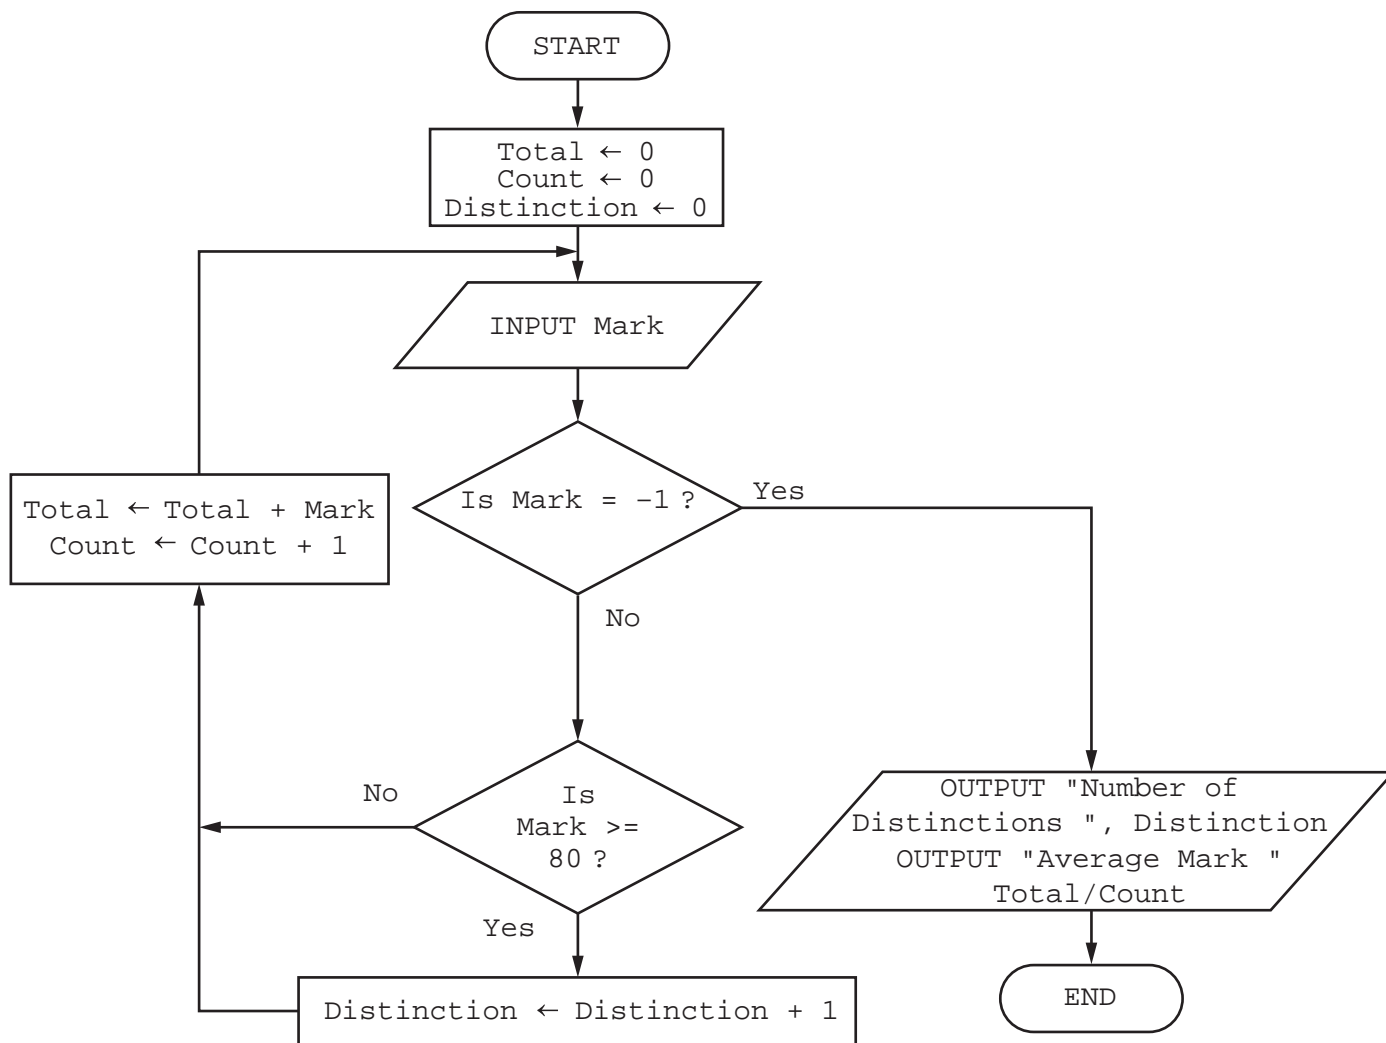 START
Total ← 0
Count ← 0
Distinction ← 0
INPUT Mark
Is Mark = –1 ?
Yes
No
Total ← Total + Mark
Count ← Count + 1
Is
Mark >=
80 ?
No
Yes
Distinction ← Distinction + 1
OUTPUT "Number of
Distinctions ", Distinction
OUTPUT "Average Mark "
Total/Count
END